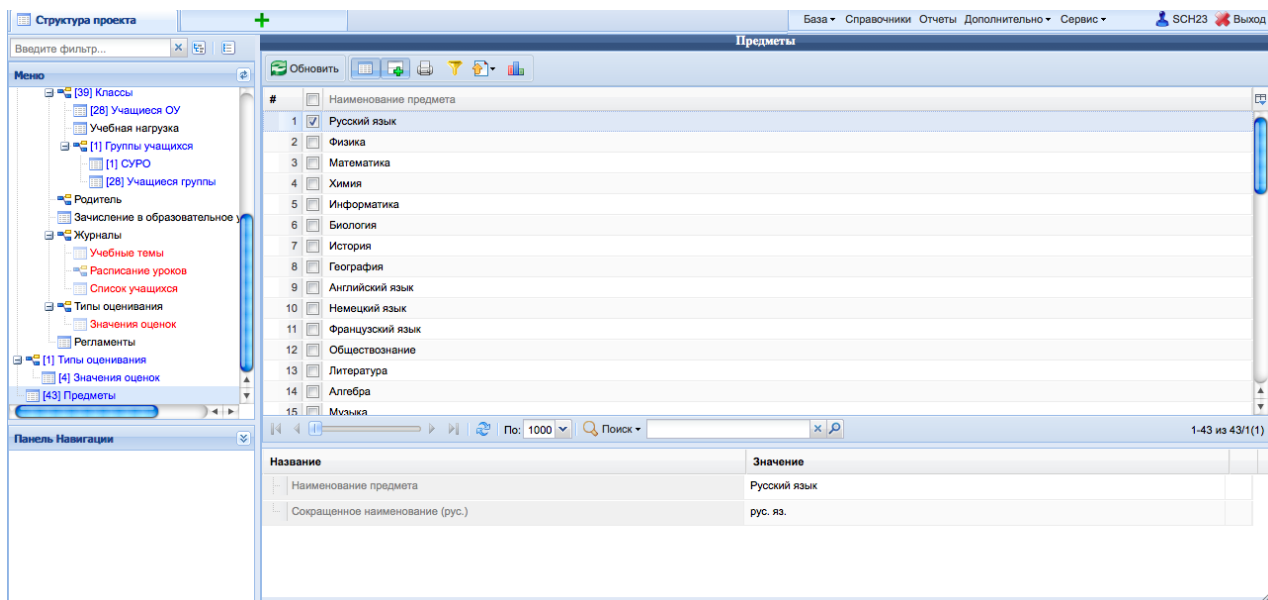 Структура проекта
База Справочники Отчеты Дополнительно Сервис SCH23 Выход
Введите фильтр...
Предметы
Меню
Обновить
[39] Классы
[28] Учащиеся ОУ
Учебная нагрузка
[1] Группы учащихся
[1] СУРО
[28] Учащиеся группы
Родитель
Зачисление в образовательное
Журналы
Учебные темы
Расписание уроков
Список учащихся
Типы оценивания
Значения оценок
Регламенты
[1] Типы оценивания
[4] Значения оценок
[43] Предметы
Панель Навигации
# Наименование предмета
1 Русский язык
2 Физика
3 Математика
4 Химия
5 Информатика
6 Биология
7 История
8 География
9 Английский язык
10 Немецкий язык
11 Французский язык
12 Обществознание
13 Литература
14 Алгебра
15 Музыка
По: 1000 Поиск 1-43 из 43/1(1)
Название Значение
Наименование предмета Русский язык
Сокращенное наименование (рус.) рус. яз.